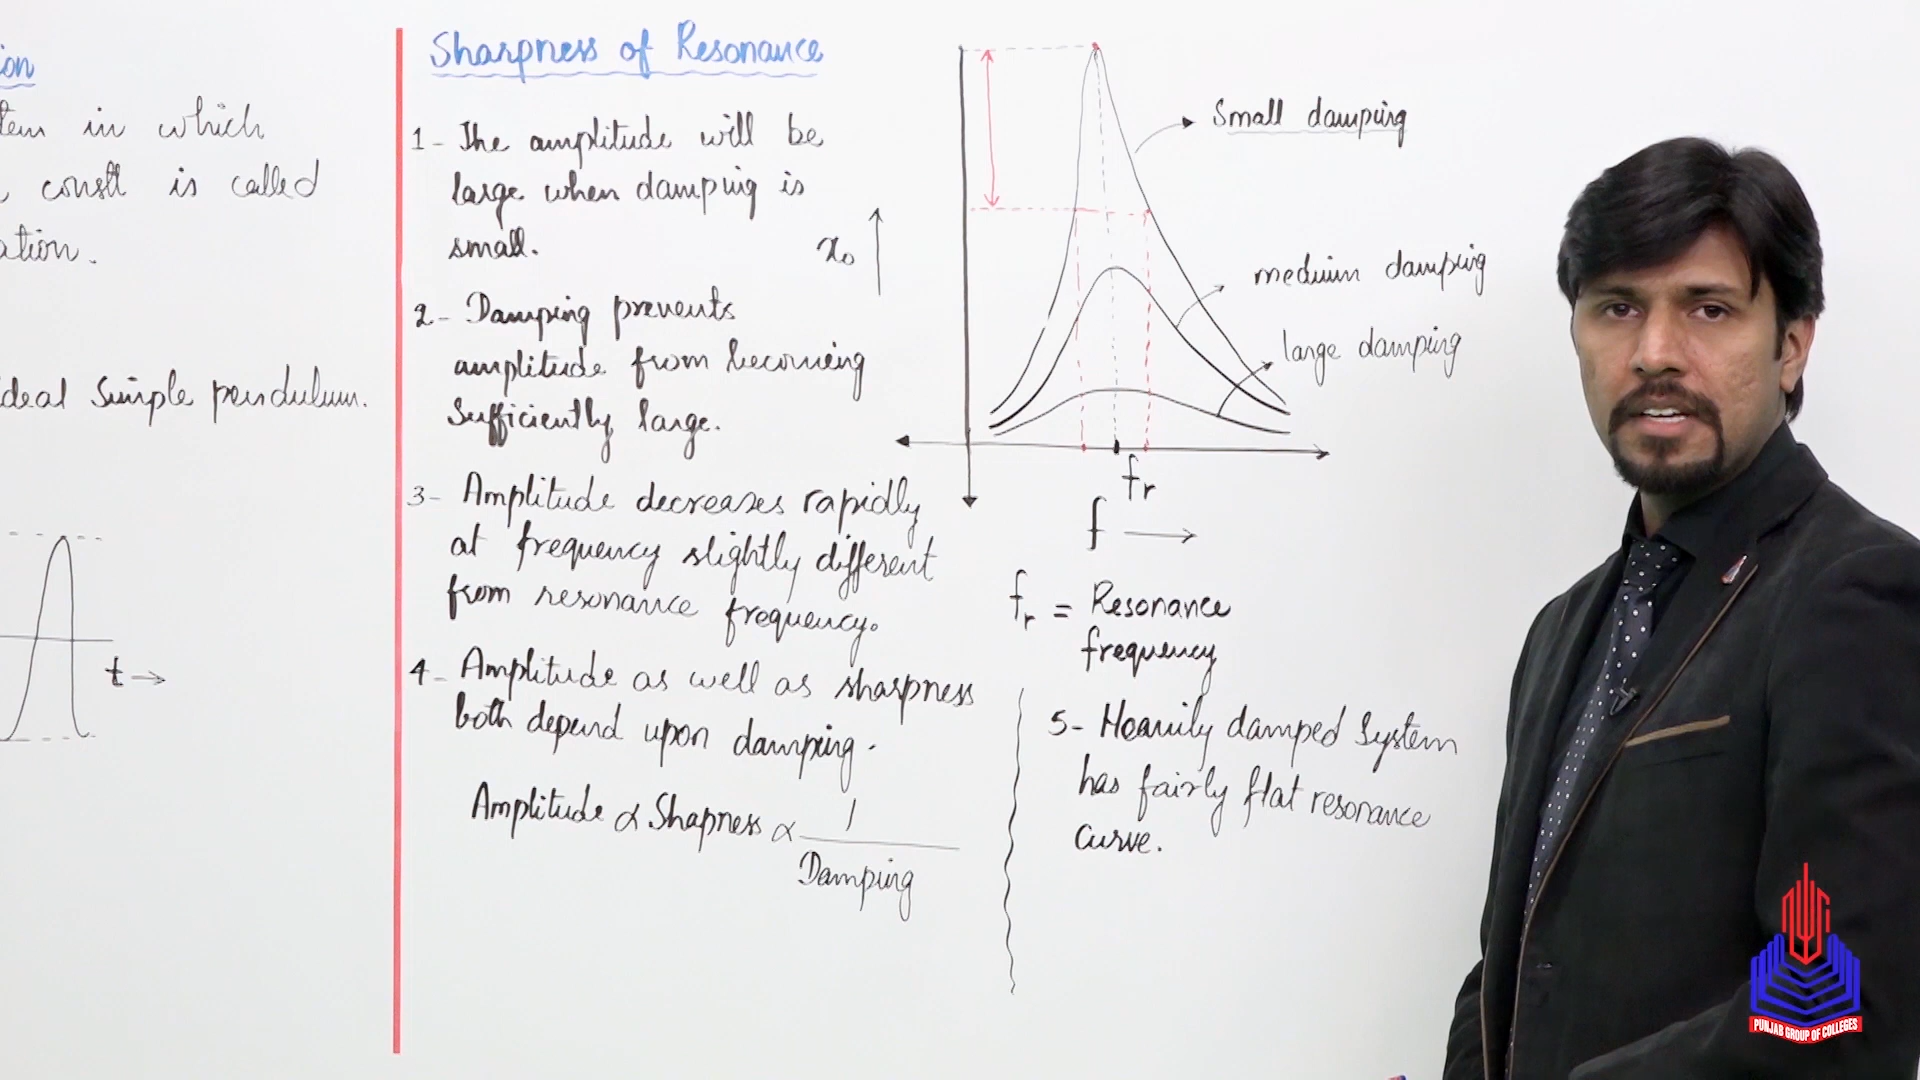 ion
tem in which
const is called
ation.
ideal Simple pendulum.
t
Sharpness of Resonance
1- The amplitude will be
large when damping is
small.
2- Damping prevents
amplitude from becoming
Sufficiently large.
3- Amplitude decreases rapidly
at frequency slightly different
from resonance frequency.
4- Amplitude as well as sharpness
both depend upon damping.
Amplitude ∝ Shapness ∝ 1
Damping
x₀
Small damping
medium damping
large damping
fr
f
fr = Resonance
frequency
5- Heavily damped System
has fairly flat resonance
curve.
PUNJAB GROUP OF COLLEGES